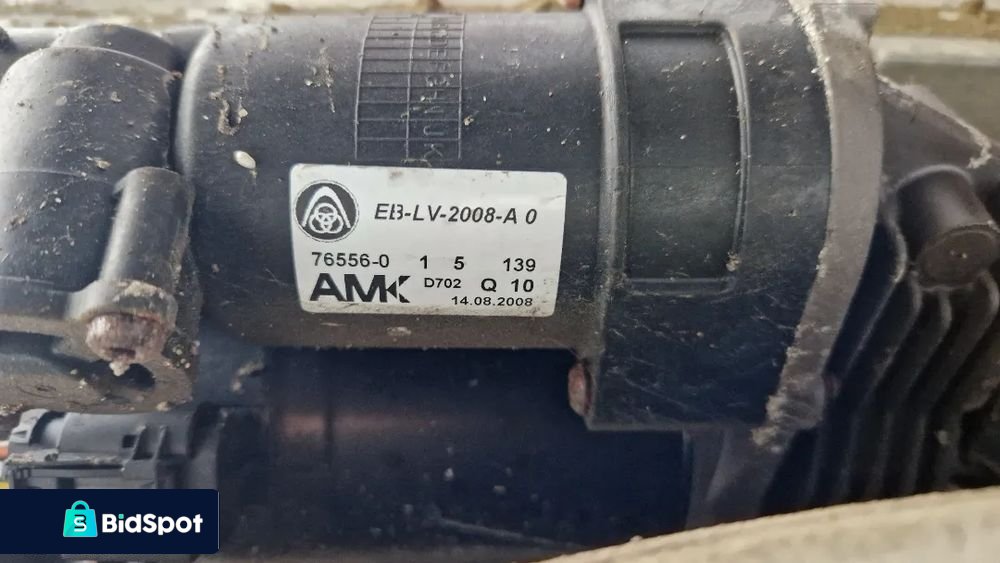 EB-LV-2008-A 0
76556-0 1 5 139
AMK D702 Q 10
14.08.2008
BidSpot